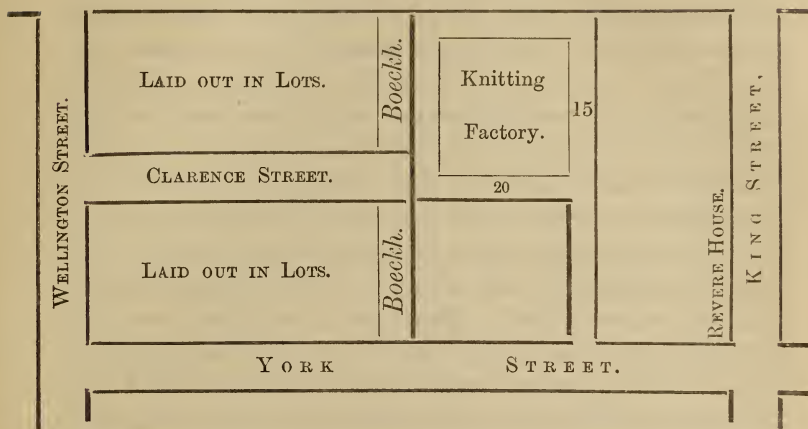 WELLINGTON STREET.
LAID OUT IN LOTS.
Boeckh.
Knitting
Factory.
15
20
CLARENCE STREET.
LAID OUT IN LOTS.
Boeckh.
REVERE HOUSE.
KING STREET,
YORK STREET.